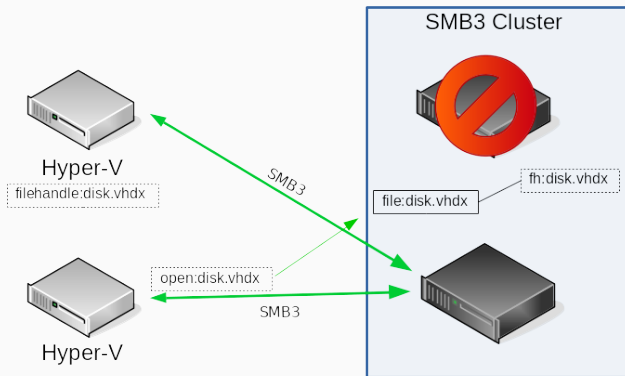 SMB3 Cluster
Hyper-V
filehandle:disk.vhdx
SMB3
file:disk.vhdx
fh:disk.vhdx
open:disk.vhdx
SMB3
Hyper-V